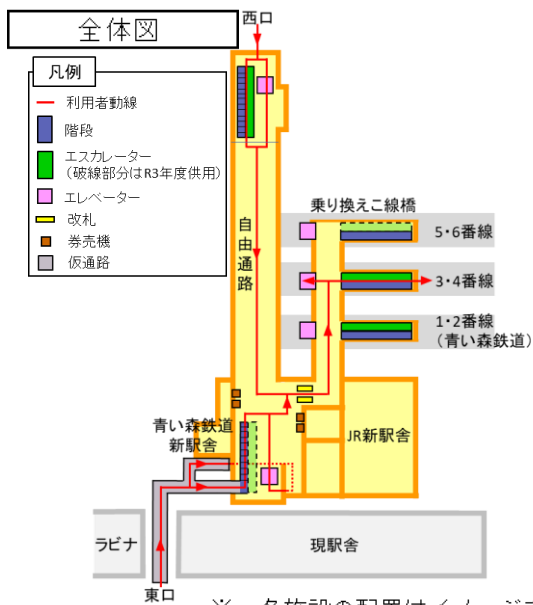 全体図
西口
凡例
利用者動線
階段
エスカレーター
(破線部分はR3年度供用)
エレベーター
改札
券売機
仮通路
自由通路
乗り換えこ線橋
5・6番線
3・4番線
1・2番線
(青い森鉄道)
青い森鉄道
新駅舎
JR新駅舎
ラビナ
現駅舎
東口